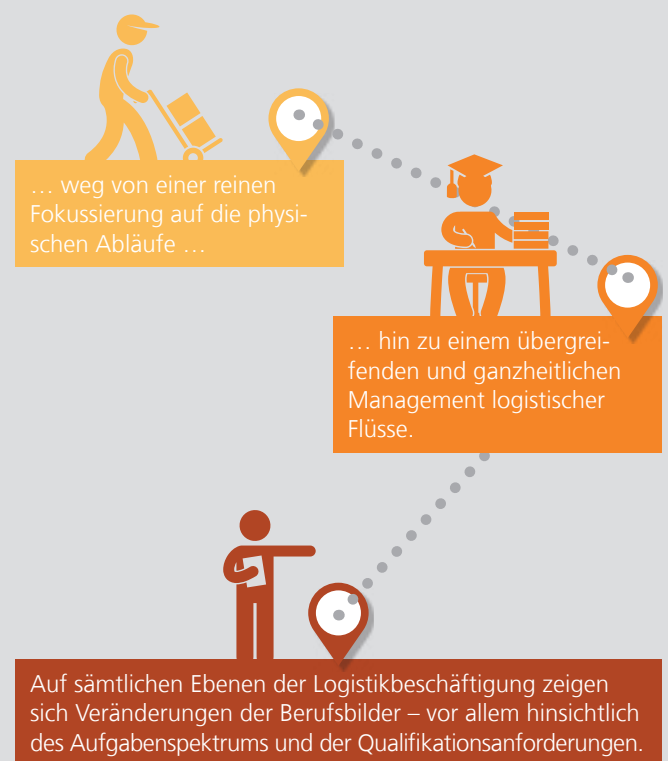 … weg von einer reinen
Fokussierung auf die physi-
schen Abläufe …
… hin zu einem übergrei-
fenden und ganzheitlichen
Management logistischer
Flüsse.
Auf sämtlichen Ebenen der Logistikbeschäftigung zeigen
sich Veränderungen der Berufsbilder – vor allem hinsichtlich
des Aufgabenspektrums und der Qualifikationsanforderungen.